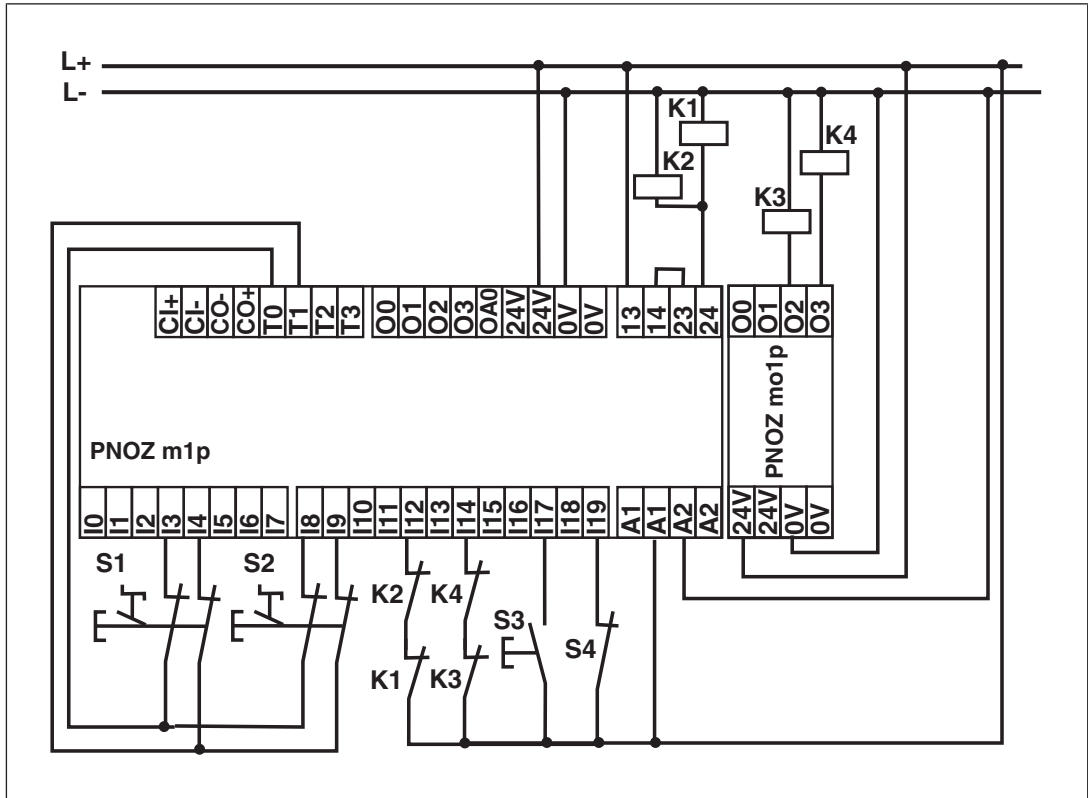 L+
L-
K1
K2
K4
K3
CI+ CI- CO- CO+ T0 T1 T2 T3 O0 O1 O2 O3 OA0 24V 24V 0V 0V 13 14 23 24 O0 O1 O2 O3
PNOZ m1p
PNOZ mo1p
I0 I1 I2 I3 I4 I5 I6 I7 I8 I9 I10 I11 I12 I13 I14 I15 I16 I17 I18 I19 A1 A1 A2 A2 24V 24V 0V 0V
S1 S2 K2 K4 S3 S4
K1 K3